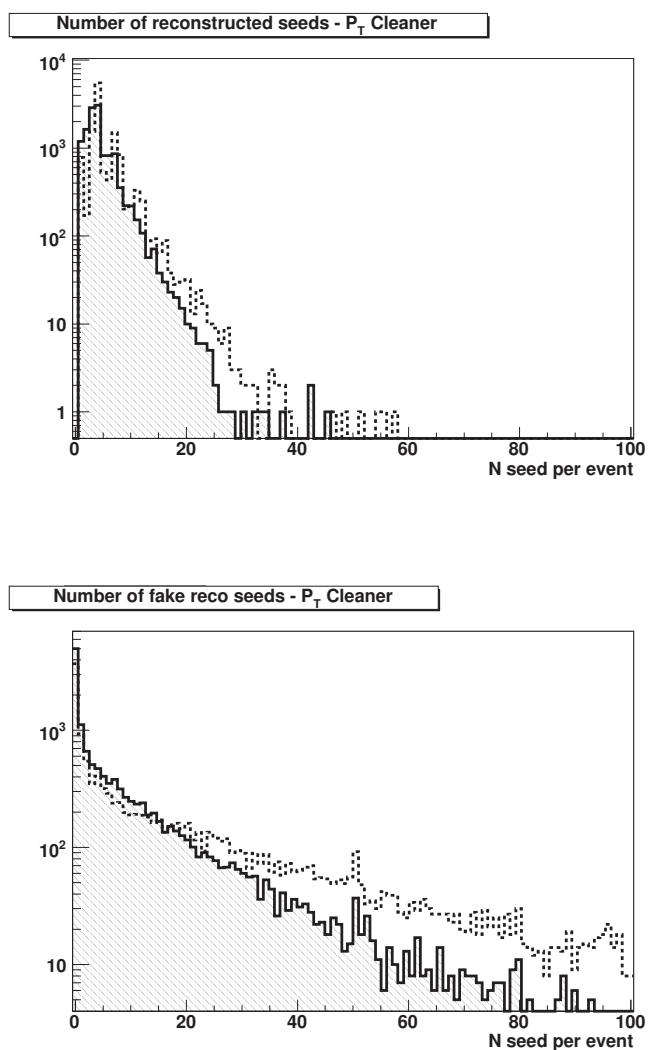 Number of reconstructed seeds - P_T Cleaner
10^4
10^3
10^2
10
1
0 20 40 60 80 100
N seed per event
Number of fake reco seeds - P_T Cleaner
10^3
10^2
10
0 20 40 60 80 100
N seed per event